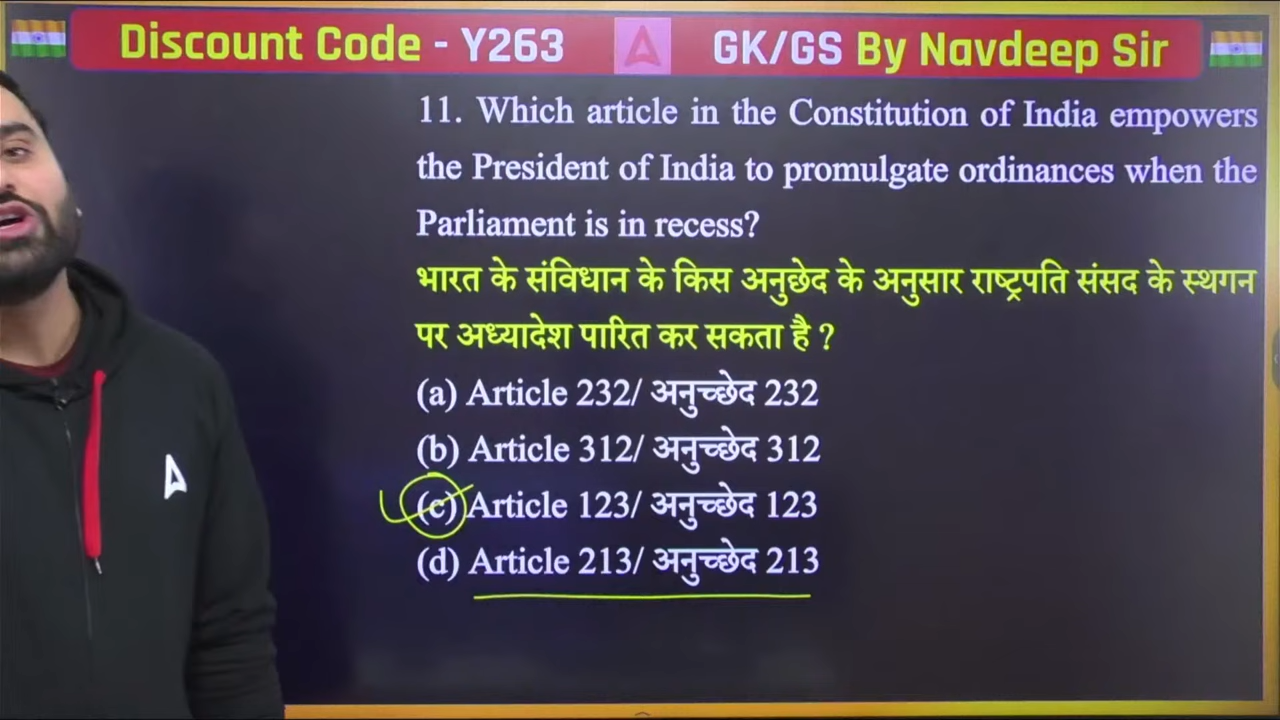 Discount Code - Y263 GK/GS By Navdeep Sir
11. Which article in the Constitution of India empowers
the President of India to promulgate ordinances when the
Parliament is in recess?
भारत के संविधान के किस अनुछेद के अनुसार राष्ट्रपति संसद के स्थगन
पर अध्यादेश पारित कर सकता है ?
(a) Article 232/ अनुच्छेद 232
(b) Article 312/ अनुच्छेद 312
(c) Article 123/ अनुच्छेद 123
(d) Article 213/ अनुच्छेद 213